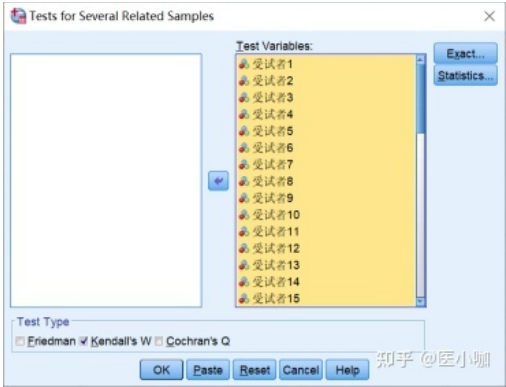 Tests for Several Related Samples
Test Variables:
受试者1
受试者2
受试者3
受试者4
受试者5
受试者6
受试者7
受试者8
受试者9
受试者10
受试者11
受试者12
受试者13
受试者14
受试者15
Exact...
Statistics...
Test Type
Friedman Kendall's W Cochran's Q
OK Paste Reset Cancel Help
知乎 @医小咖